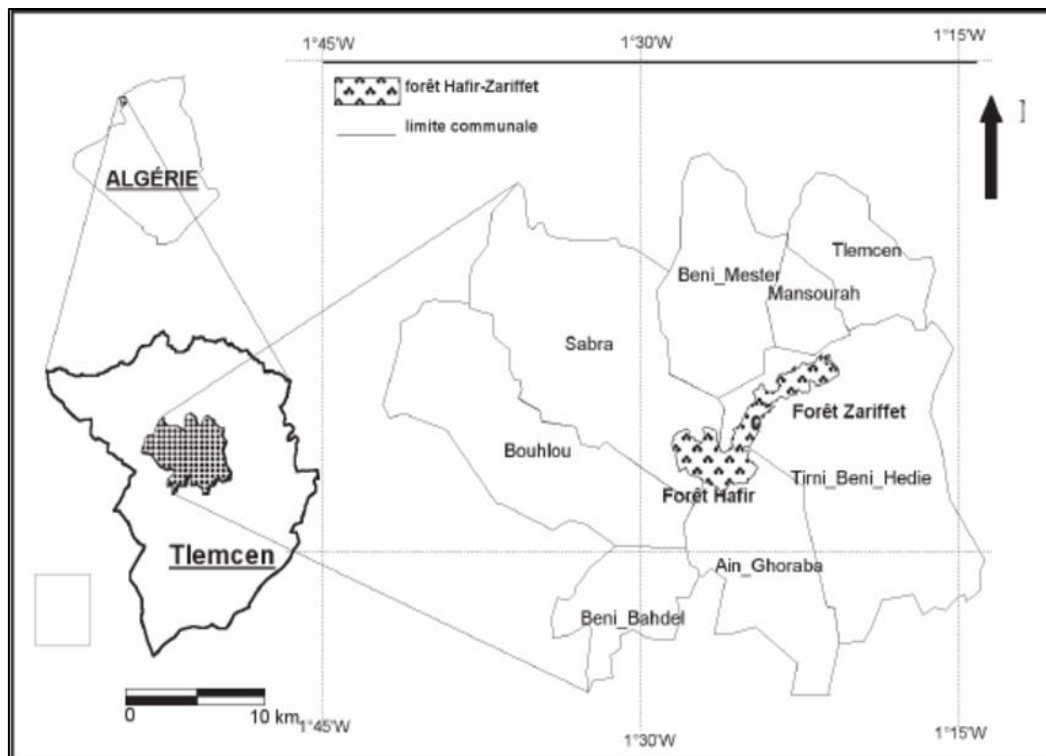 1°45'W
1°30'W
1°15'W
forêt Hafir-Zariffet
limite communale
ALGÉRIE
Tlemcen
Beni_Mester
Mansourah
Sabra
Forêt Zariffet
Bouhlou
Tirni_Beni_Hedie
Forêt Hafir
Tlemcen
Ain_Ghoraba
Beni_Bahdel
0
10 km
1°45'W
1°30'W
1°15'W